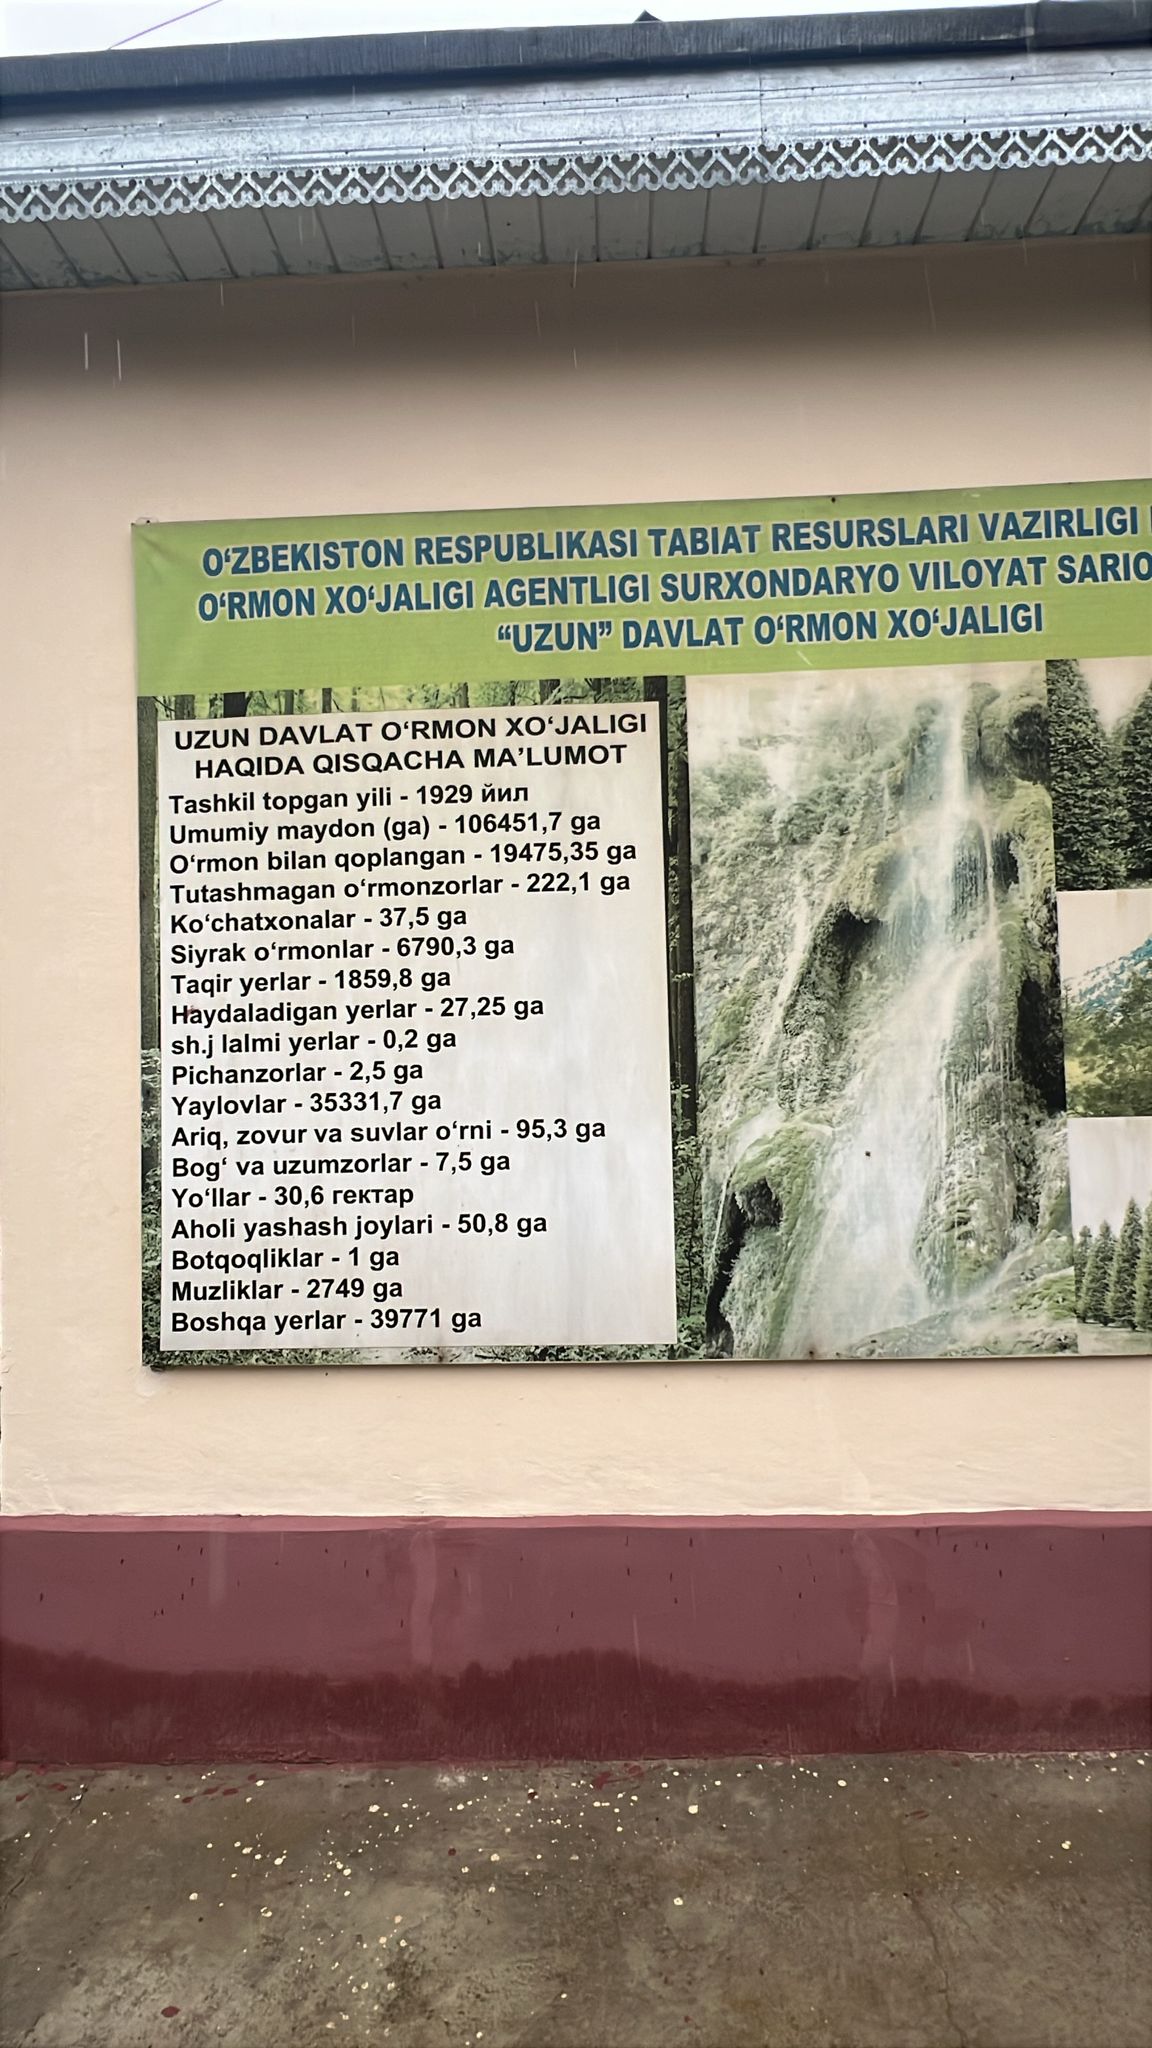 O‘ZBEKISTON RESPUBLIKASI TABIAT RESURSLARI VAZIRLIGI
O‘RMON XO‘JALIGI AGENTLIGI SURXONDARYO VILOYAT SARIO
“UZUN” DAVLAT O‘RMON XO‘JALIGI
UZUN DAVLAT O‘RMON XO‘JALIGI
HAQIDA QISQACHA MA’LUMOT
Tashkil topgan yili - 1929 йил
Umumiy maydon (ga) - 106451,7 ga
O‘rmon bilan qoplangan - 19475,35 ga
Tutashmagan o‘rmonzorlar - 222,1 ga
Ko‘chatxonalar - 37,5 ga
Siyrak o‘rmonlar - 6790,3 ga
Taqir yerlar - 1859,8 ga
Haydaladigan yerlar - 27,25 ga
sh.j lalmi yerlar - 0,2 ga
Pichanzorlar - 2,5 ga
Yaylovlar - 35331,7 ga
Ariq, zovur va suvlar o‘rni - 95,3 ga
Bog‘ va uzumzorlar - 7,5 ga
Yo‘llar - 30,6 гектар
Aholi yashash joylari - 50,8 ga
Botqoqliklar - 1 ga
Muzliklar - 2749 ga
Boshqa yerlar - 39771 ga